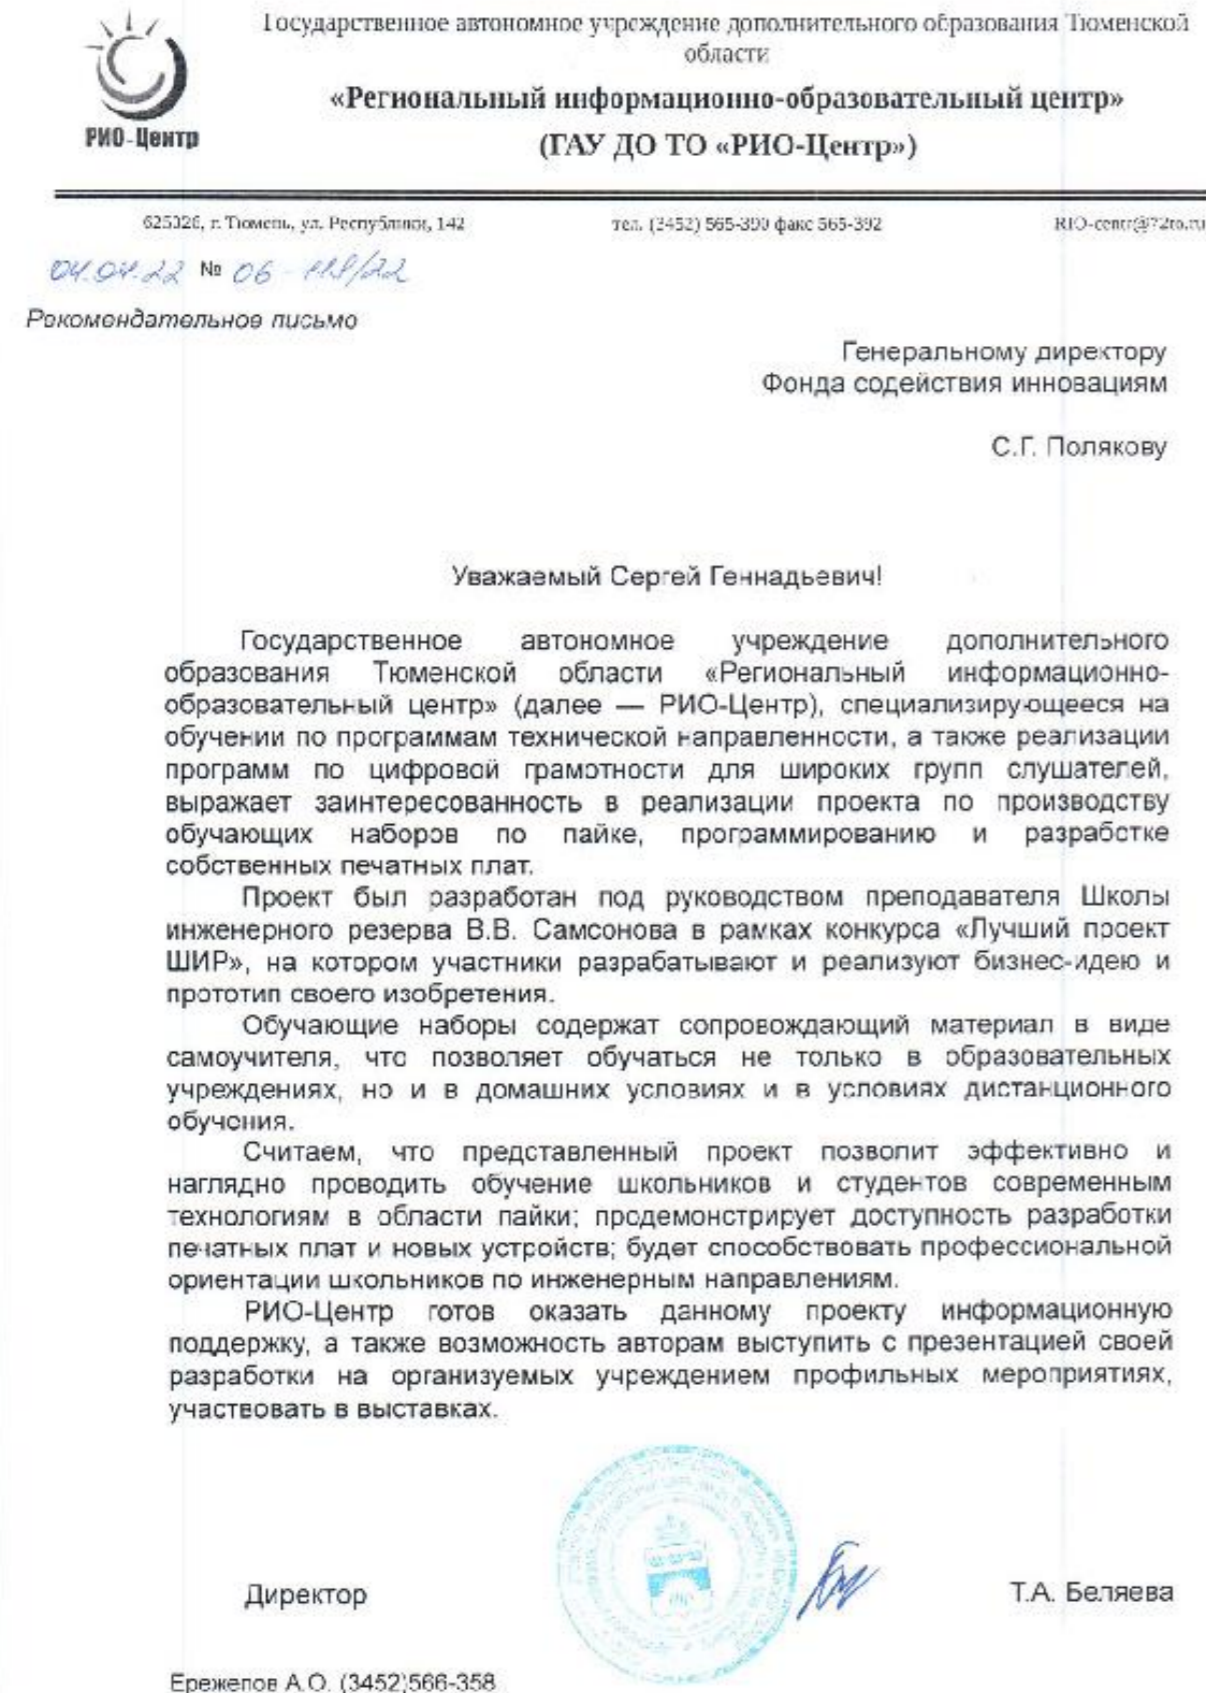 Государственное автономное учреждение дополнительного образования Тюменской
области
«Региональный информационно-образовательный центр»
(ГАУ ДО ТО «РИО-Центр»)
РИО-Центр
г. Тюмень, ул. Республики, 142
тел. (3452) 565-390 факс 565-392
RIO-centr@72to.ru
04.04.22 № 06-
Рекомендательное письмо
Генеральному директору
Фонда содействия инновациям
С.Г. Полякову
Уважаемый Сергей Геннадьевич!
Государственное автономное учреждение дополнительного
образования Тюменской области «Региональный информационно-
образовательный центр» (далее — РИО-Центр), специализирующееся на
обучении по программам технической направленности, а также реализации
программ по цифровой грамотности для широких групп слушателей,
выражает заинтересованность в реализации проекта по производству
обучающих наборов по пайке, программированию и разработке
собственных печатных плат.
Проект был разработан под руководством преподавателя Школы
инженерного резерва В.В. Самсонова в рамках конкурса «Лучший проект
ШИР», на котором участники разрабатывают и реализуют бизнес-идею и
прототип своего изобретения.
Обучающие наборы содержат сопровождающий материал в виде
самоучителя, что позволяет обучаться не только в образовательных
учреждениях, но и в домашних условиях и в условиях дистанционного
обучения.
Считаем, что представленный проект позволит эффективно и
наглядно проводить обучение школьников и студентов современным
технологиям в области пайки; продемонстрирует доступность разработки
печатных плат и новых устройств; будет способствовать профессиональной
ориентации школьников по инженерным направлениям.
РИО-Центр готов оказать данному проекту информационную
поддержку, а также возможность авторам выступить с презентацией своей
разработки на организуемых учреждением профильных мероприятиях,
участвовать в выставках.
Директор
Т.А. Беляева
Ережепов А.О. (3452)566-358